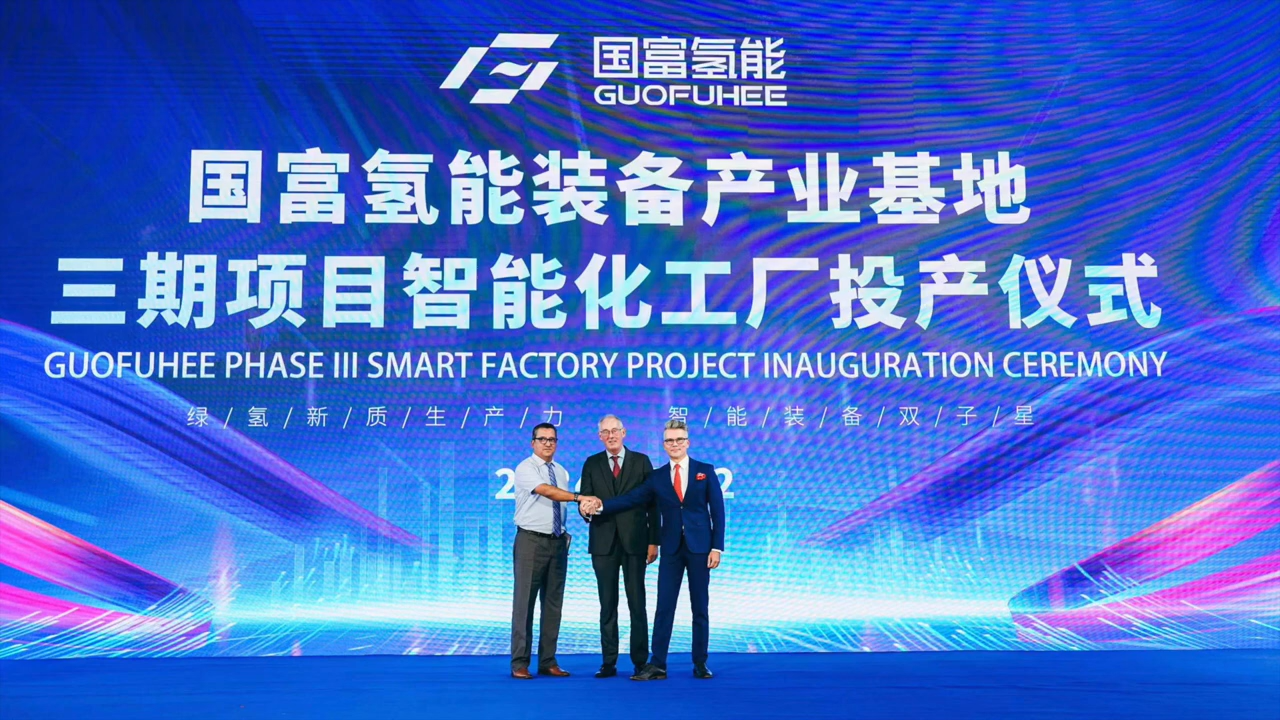 国富氢能
GUOFUHEE
国富氢能装备产业基地
三期项目智能化工厂投产仪式
GUOFUHEE PHASE III SMART FACTORY PROJECT INAUGURATION CEREMONY
绿/氢/新/质/生/产/力 智/能/装/备/双/子/星